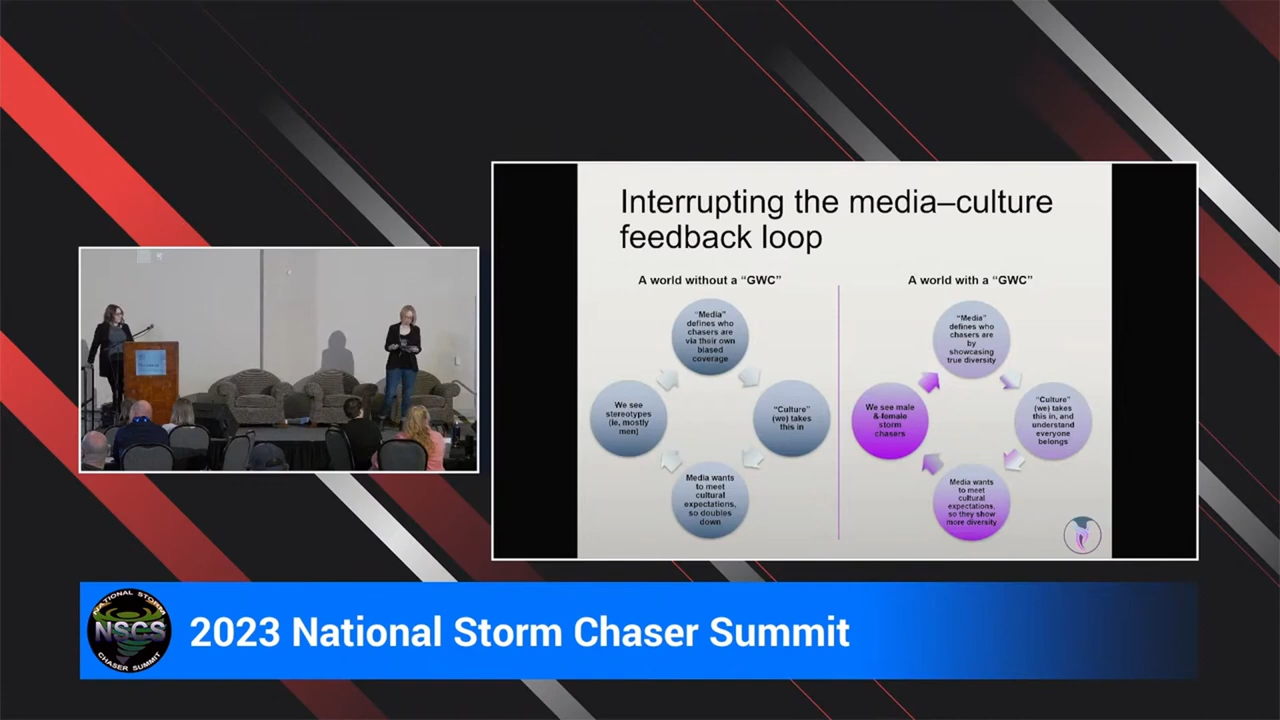 Interrupting the media–culture
feedback loop
A world without a “GWC”
“Media”
defines who
chasers are
via their own
biased
coverage
“Culture”
(we) takes
this in
Media wants
to meet
cultural
expectations,
so doubles
down
We see
stereotypes
(ie, mostly
men)
A world with a “GWC”
“Media”
defines who
chasers are
by
showcasing
true diversity
“Culture”
(we) takes
this in, and
understand
everyone
belongs
Media wants
to meet
cultural
expectations,
so they show
more diversity
We see male
& female
storm
chasers
NATIONAL STORM
NSCS
CHASER SUMMIT
2023 National Storm Chaser Summit